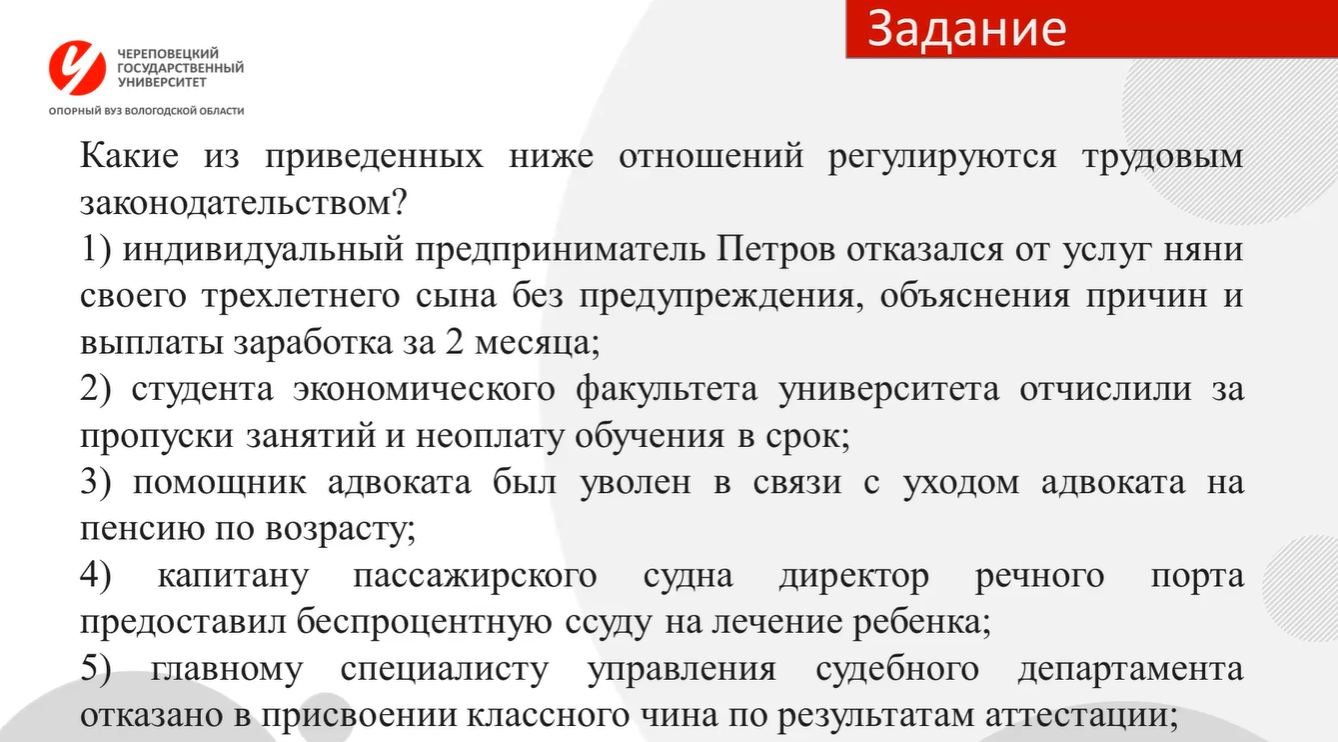 Задание
ЧЕРЕПОВЕЦКИЙ
ГОСУДАРСТВЕННЫЙ
УНИВЕРСИТЕТ
ОПОРНЫЙ ВУЗ ВОЛОГОДСКОЙ ОБЛАСТИ
Какие из приведенных ниже отношений регулируются трудовым
законодательством?
1) индивидуальный предприниматель Петров отказался от услуг няни
своего трехлетнего сына без предупреждения, объяснения причин и
выплаты заработка за 2 месяца;
2) студента экономического факультета университета отчислили за
пропуски занятий и неоплату обучения в срок;
3) помощник адвоката был уволен в связи с уходом адвоката на
пенсию по возрасту;
4) капитану пассажирского судна директор речного порта
предоставил беспроцентную ссуду на лечение ребенка;
5) главному специалисту управления судебного департамента
отказано в присвоении классного чина по результатам аттестации;